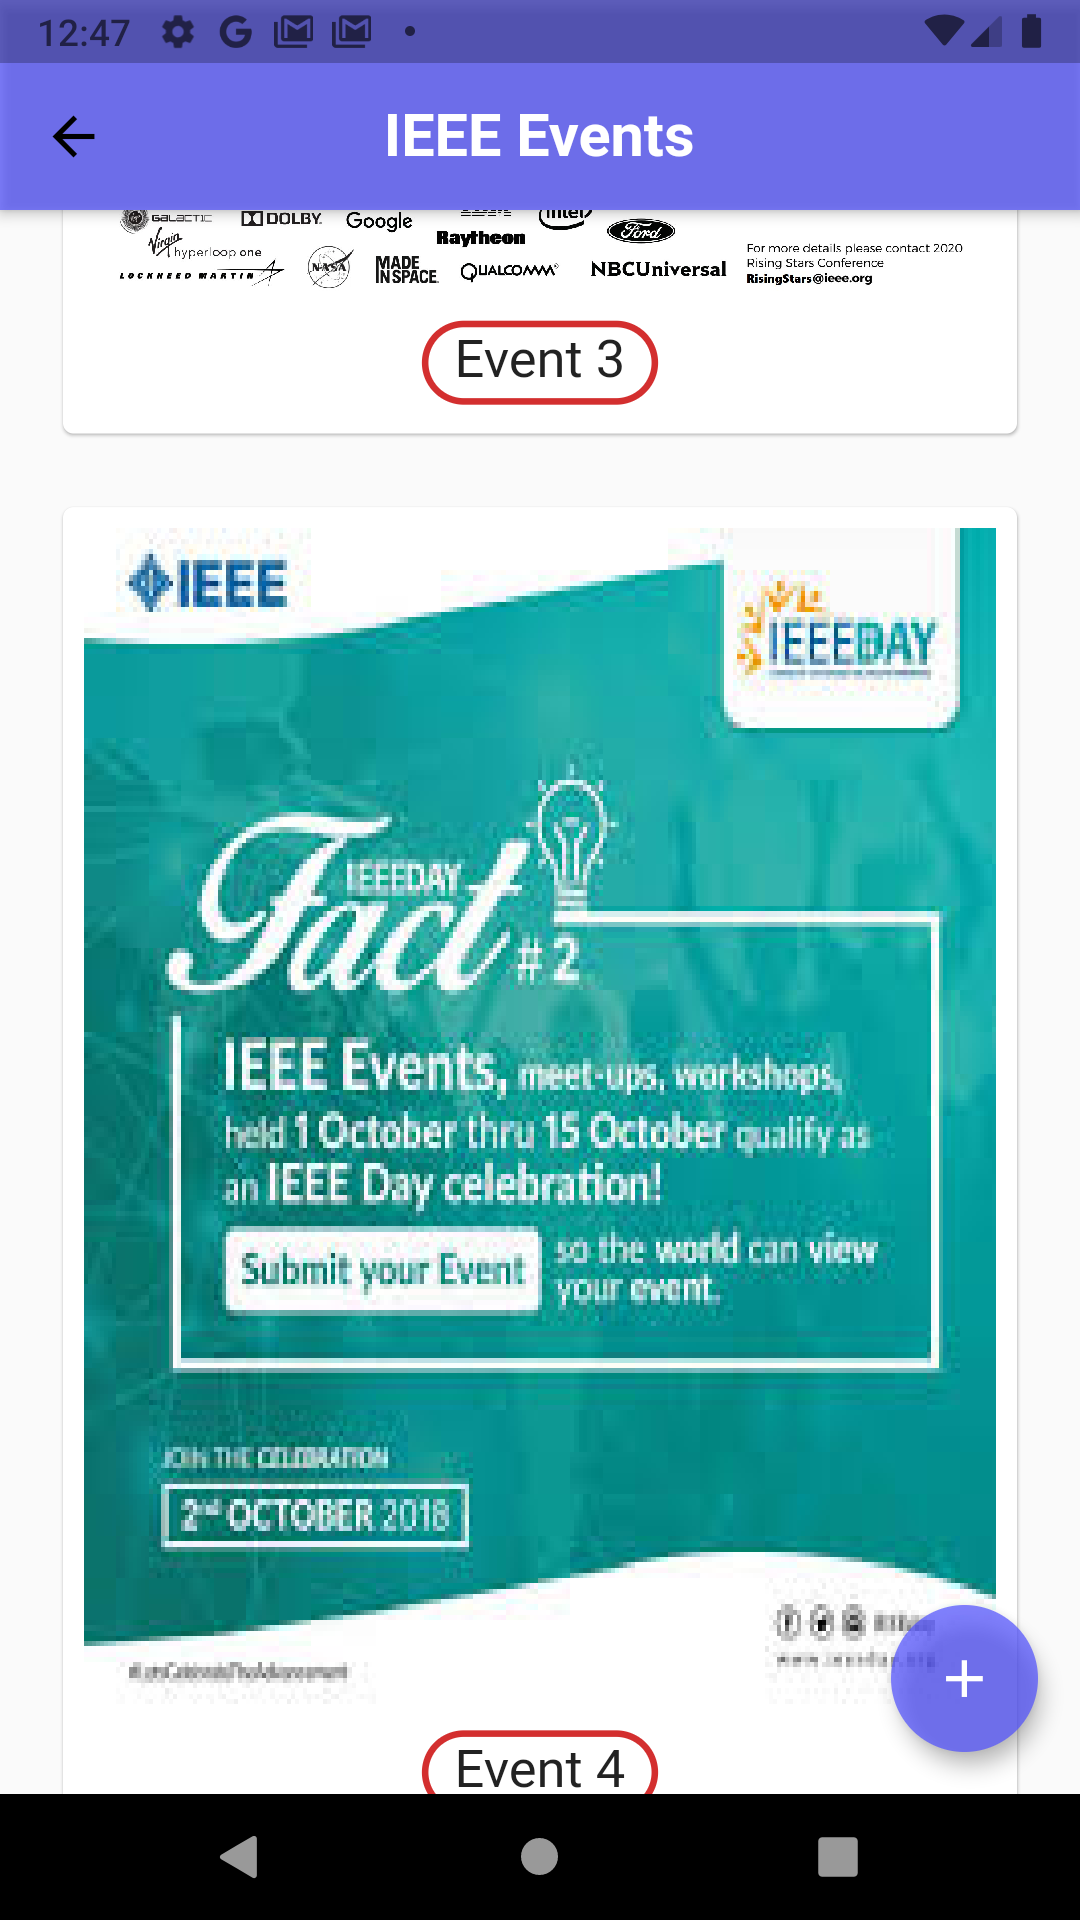 12:47
IEEE Events
GALACTIC DOLBY. Google intel
Virgin hyperloop one Raytheon Ford
LOCKHEED MARTIN NASA MADE IN SPACE. QUALCOMM NBCUniversal
For more details please contact 2020
Rising Stars Conference
RisingStars@ieee.org
Event 3
IEEE
IEEEDAY
IEEEDAY
Fact #2
IEEE Events, meet-ups, workshops,
held 1 October thru 15 October qualify as
an IEEE Day celebration!
Submit your Event so the world can view
your event.
JOIN THE CELEBRATION
2nd OCTOBER 2018
Event 4